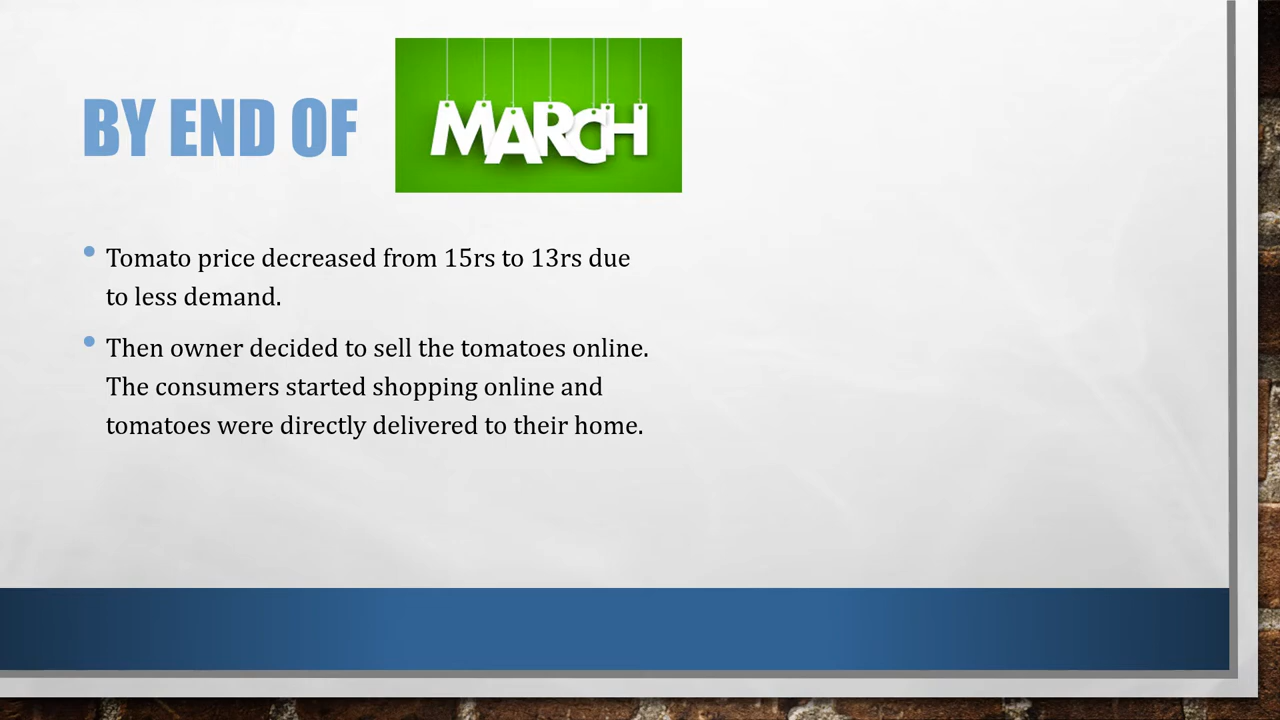 BY END OF
MARCH
Tomato price decreased from 15rs to 13rs due
to less demand.
Then owner decided to sell the tomatoes online.
The consumers started shopping online and
tomatoes were directly delivered to their home.